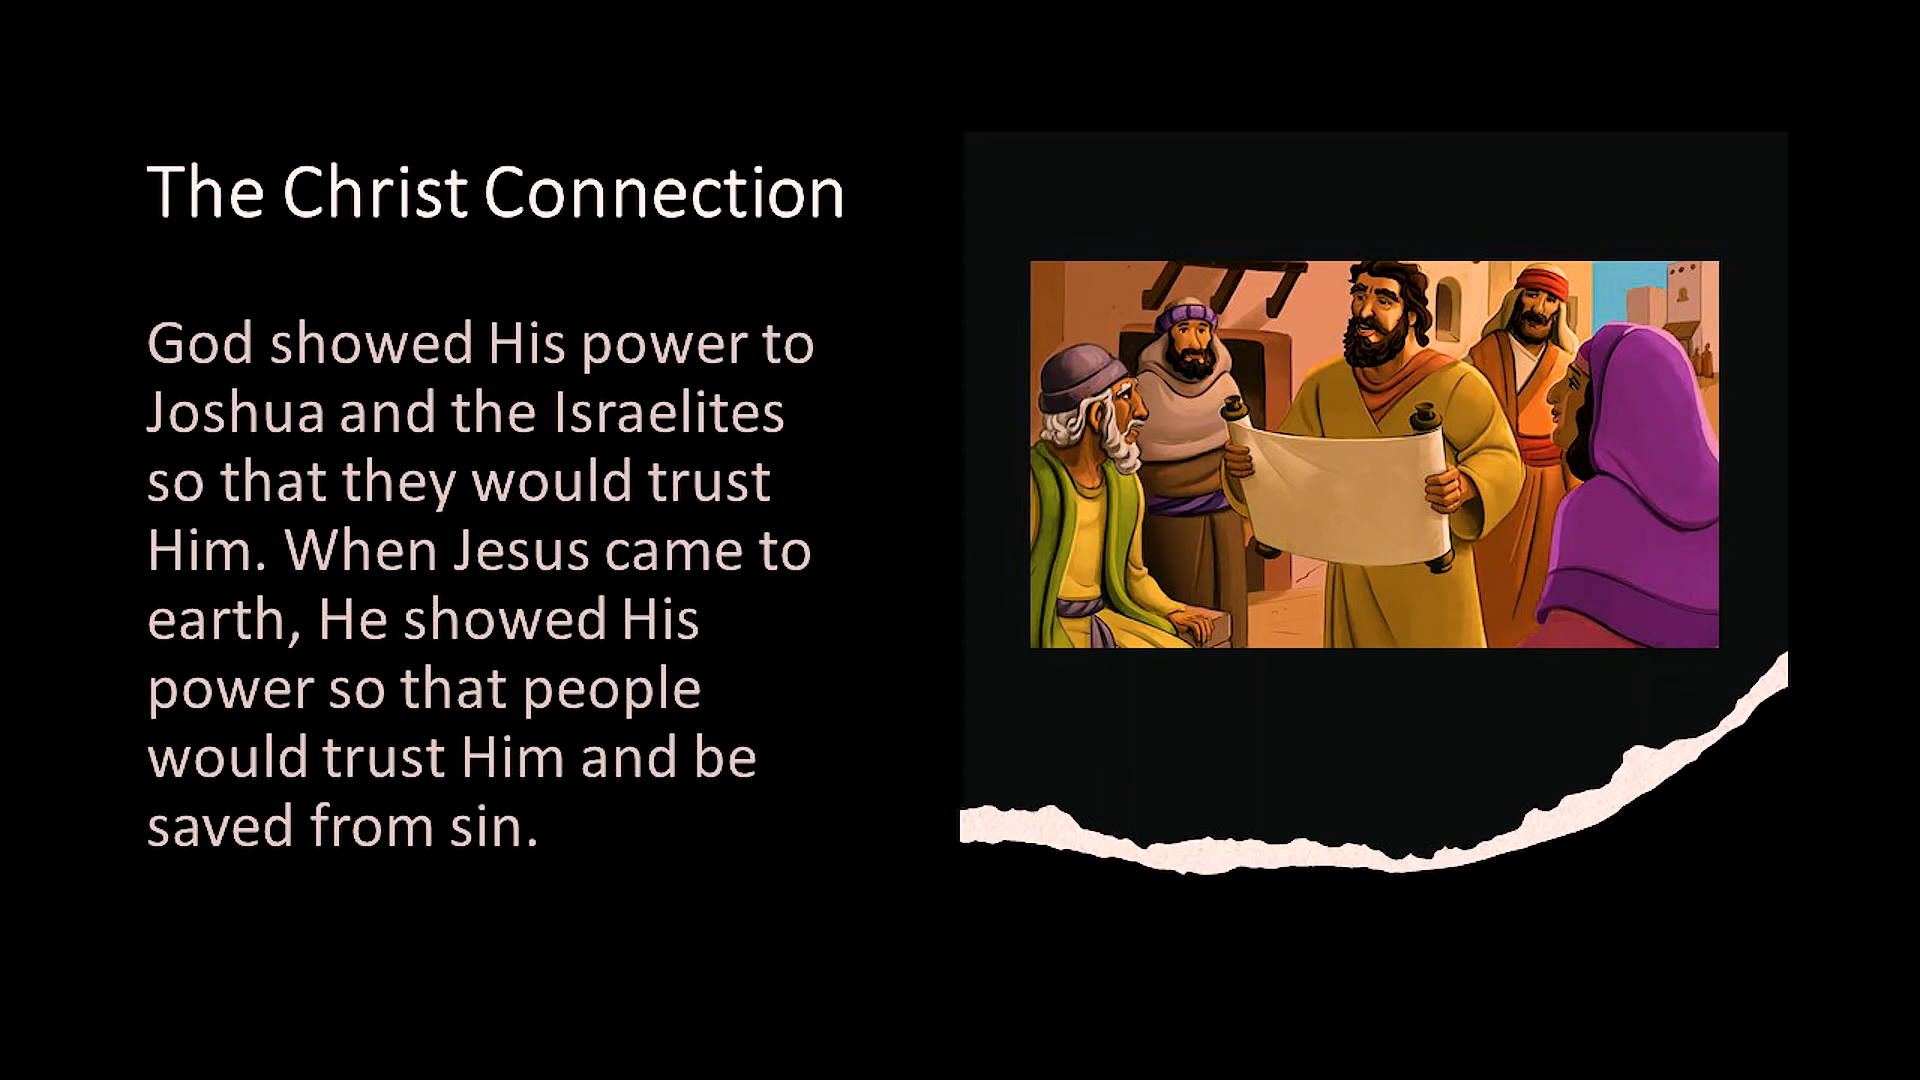 The Christ Connection
God showed His power to
Joshua and the Israelites
so that they would trust
Him. When Jesus came to
earth, He showed His
power so that people
would trust Him and be
saved from sin.